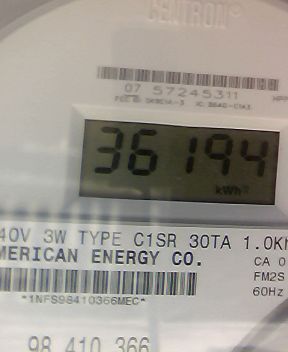 CENTRON®
07 57245311
36194
kWh
40V 3W TYPE C1SR 30TA 1.0Kh
MERICAN ENERGY CO.
CA 0
FM2S
*1NFS98410366MEC*
60Hz
98 410 366